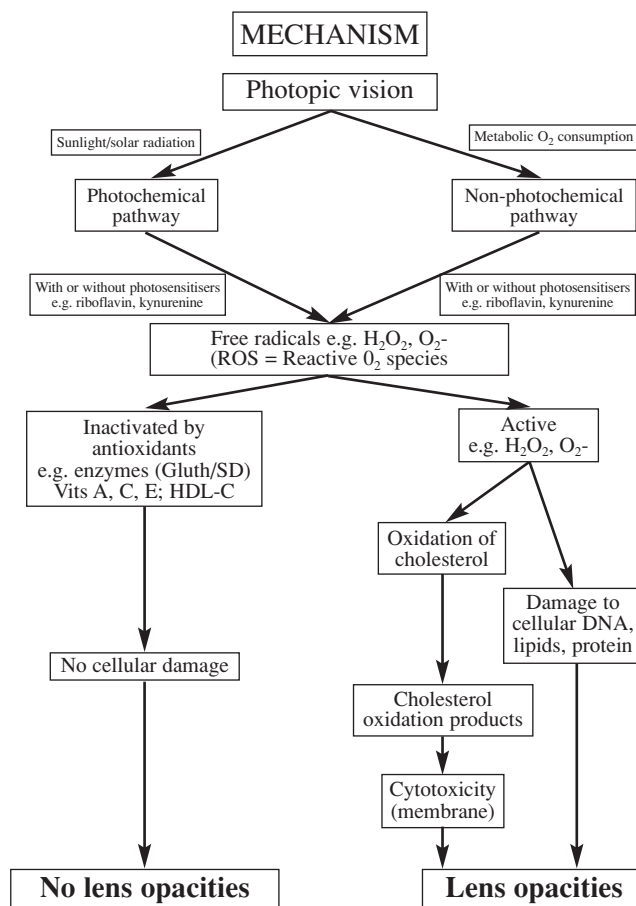 MECHANISM
Photopic vision
Sunlight/solar radiation
Metabolic O₂ consumption
Photochemical
pathway
Non-photochemical
pathway
With or without photosensitisers
e.g. riboflavin, kynurenine
With or without photosensitisers
e.g. riboflavin, kynurenine
Free radicals e.g. H₂O₂, O₂-
(ROS = Reactive 0₂ species
Inactivated by
antioxidants
e.g. enzymes (Gluth/SD)
Vits A, C, E; HDL-C
Active
e.g. H₂O₂, O₂-
Oxidation of
cholesterol
Damage to
cellular DNA,
lipids, protein
No cellular damage
Cholesterol
oxidation products
Cytotoxicity
(membrane)
No lens opacities
Lens opacities